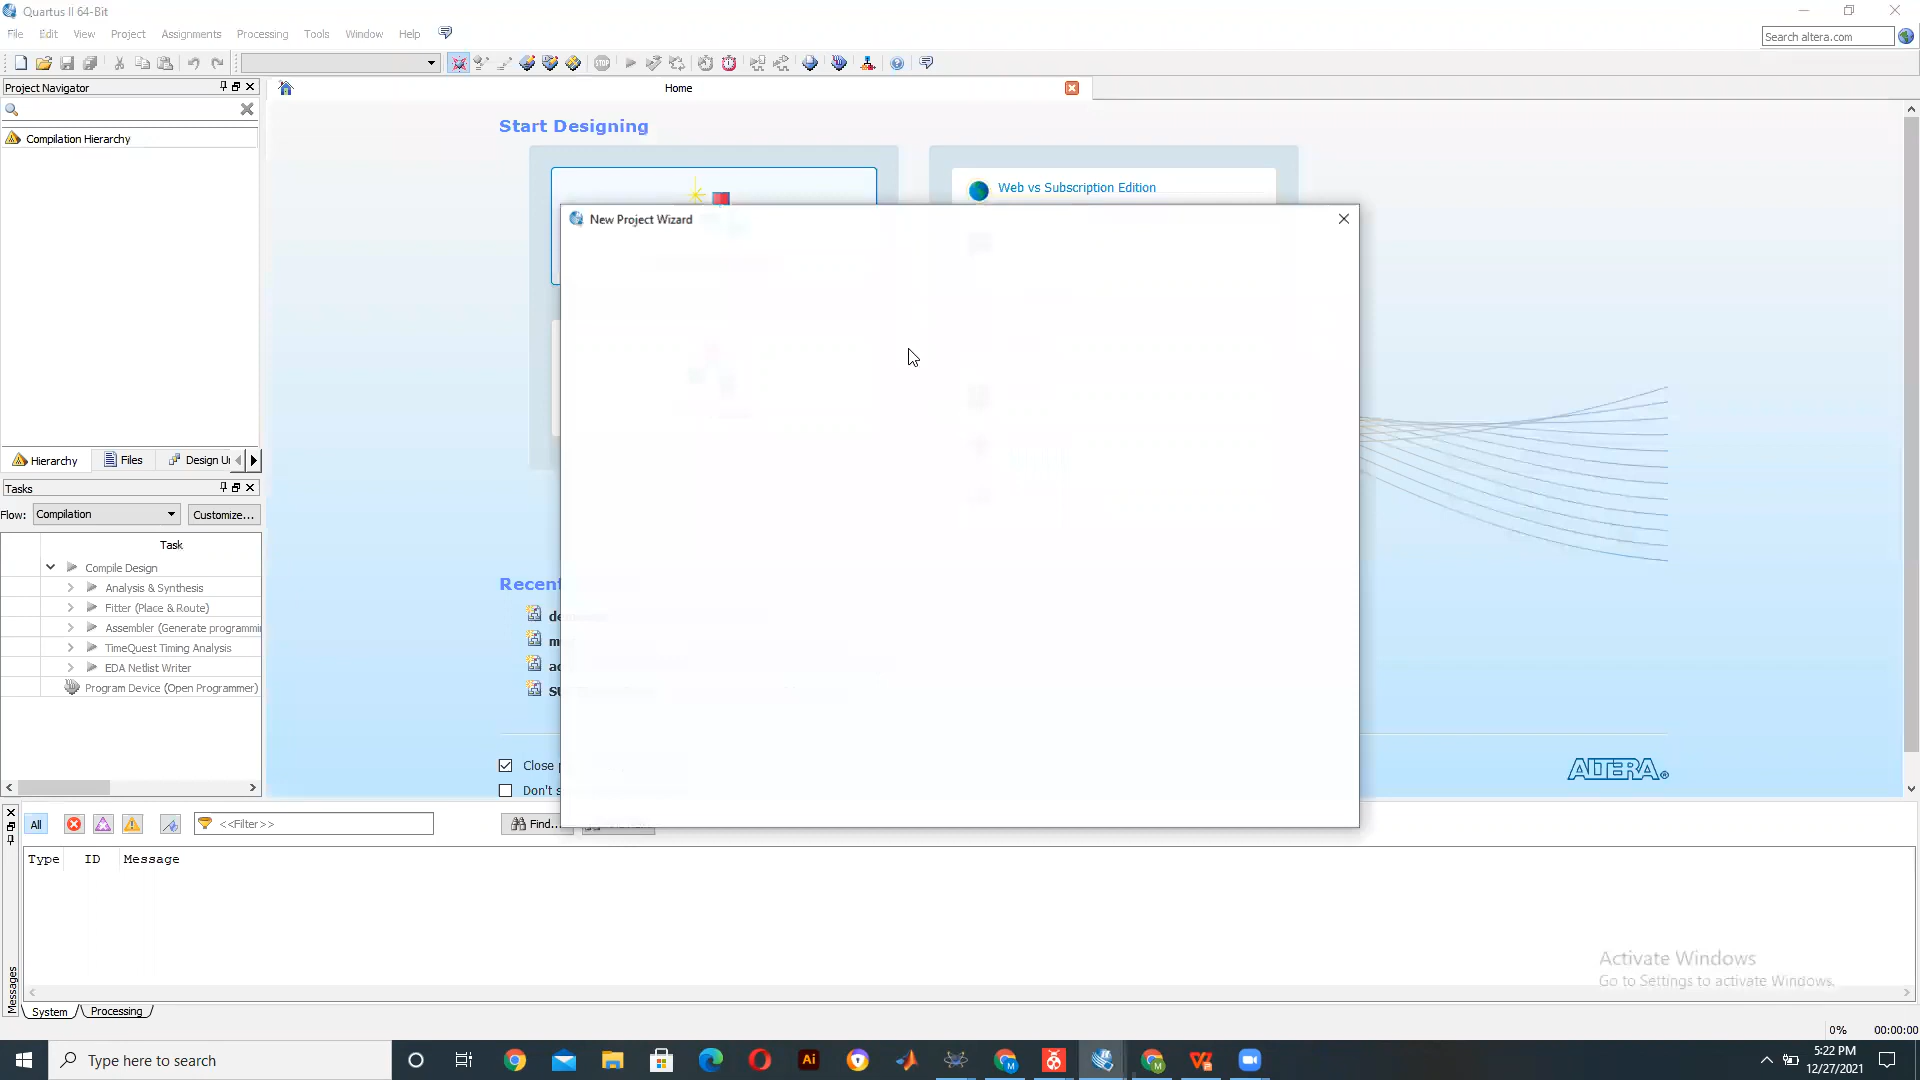 Quartus II 64-Bit
File Edit View Project Assignments Processing Tools Window Help
Search altera.com
STOP
Project Navigator
Home
Compilation Hierarchy
Start Designing
Web vs Subscription Edition
New Project Wizard
Hierarchy Files Design
Tasks
Flow: Compilation Customize...
Task
Compile Design
Analysis & Synthesis
Fitter (Place & Route)
Assembler (Generate programmi
TimeQuest Timing Analysis
EDA Netlist Writer
Program Device (Open Programmer)
Recent
de
m
ac
Close
Don't
ALTERA
All <<Filter>> Find...
Type ID Message
Messages
Activate Windows
Go to Settings to activate Windows.
System Processing
0% 00:00:00
Type here to search
Ai
5:22 PM
12/27/2021